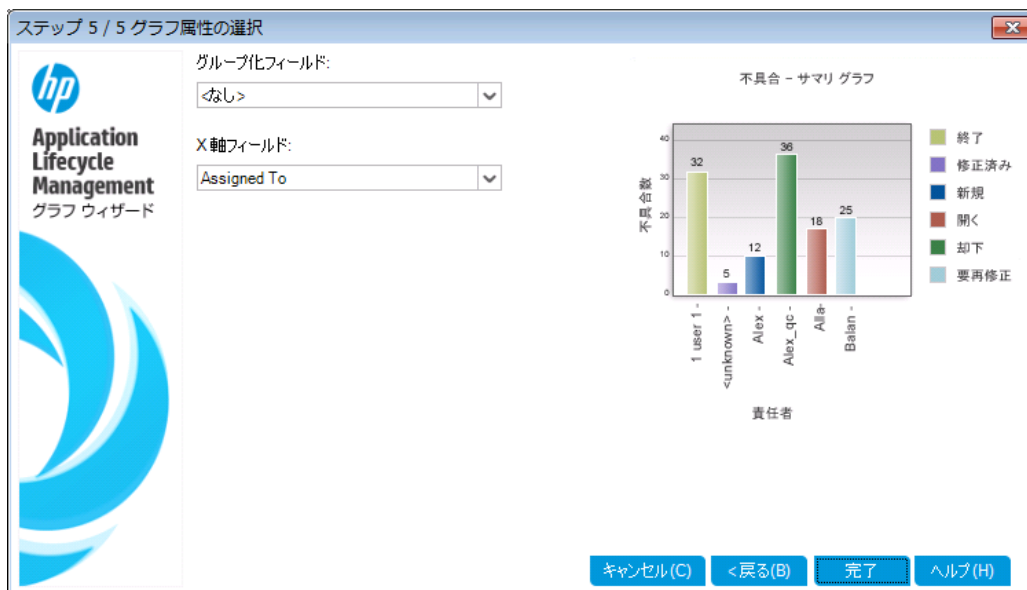 ステップ 5 / 5 グラフ属性の選択
hp
Application
Lifecycle
Management
グラフ ウィザード
グループ化フィールド:
<なし>
X 軸フィールド:
Assigned To
不具合 - サマリ グラフ
不具合数
40
30
20
10
0
32
5
12
36
18
25
1 user 1 -
<unknown> -
Alex -
Alex_qc -
Alla-
Balan -
責任者
終了
修正済み
新規
開く
却下
要再修正
キャンセル(C)
<戻る(B)
完了
ヘルプ(H)